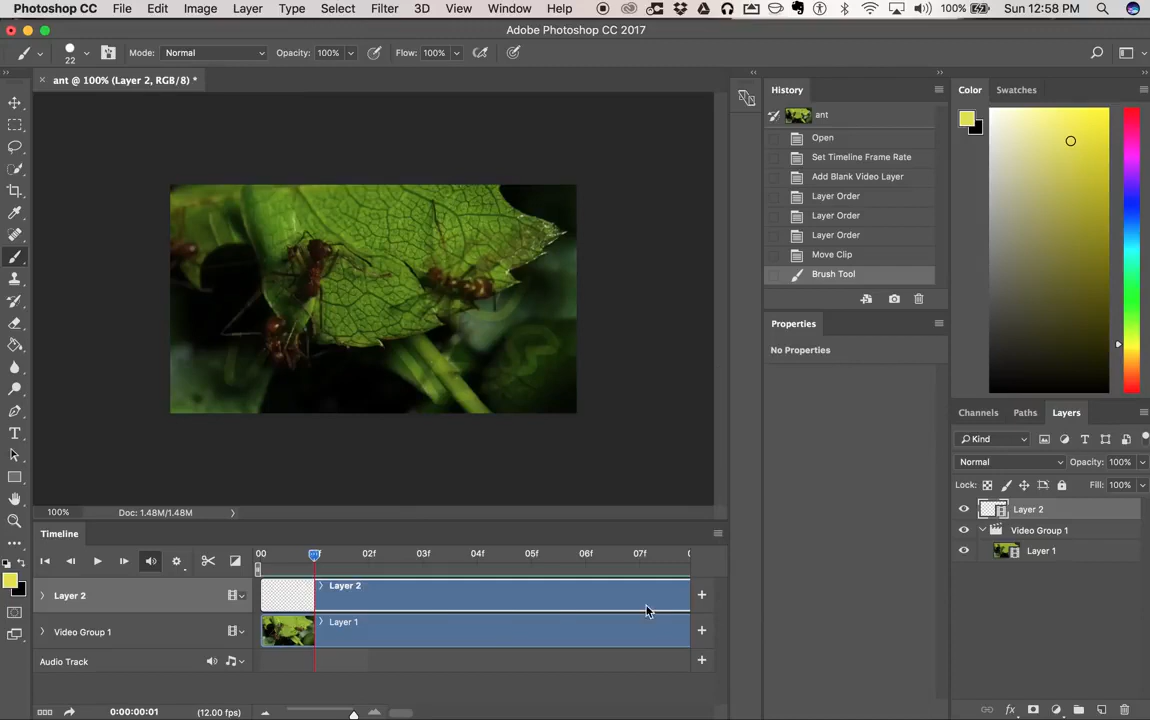 Photoshop CC File Edit Image Layer Type Select Filter 3D View Window Help 100% Sun 12:58 PM
Adobe Photoshop CC 2017
22 Mode: Normal Opacity: 100% Flow: 100%
× ant @ 100% (Layer 2, RGB/8) *
History
ant
Open
Set Timeline Frame Rate
Add Blank Video Layer
Layer Order
Layer Order
Layer Order
Move Clip
Brush Tool
Properties
No Properties
Color Swatches
Channels Paths Layers
Kind
Normal Opacity: 100%
Lock: Fill: 100%
Layer 2
Video Group 1
Layer 1
100% Doc: 1.48M/1.48M
Timeline
00 01f 02f 03f 04f 05f 06f 07f
Layer 2 Layer 2
Video Group 1 Layer 1
Audio Track
0:00:00:01 (12.00 fps)